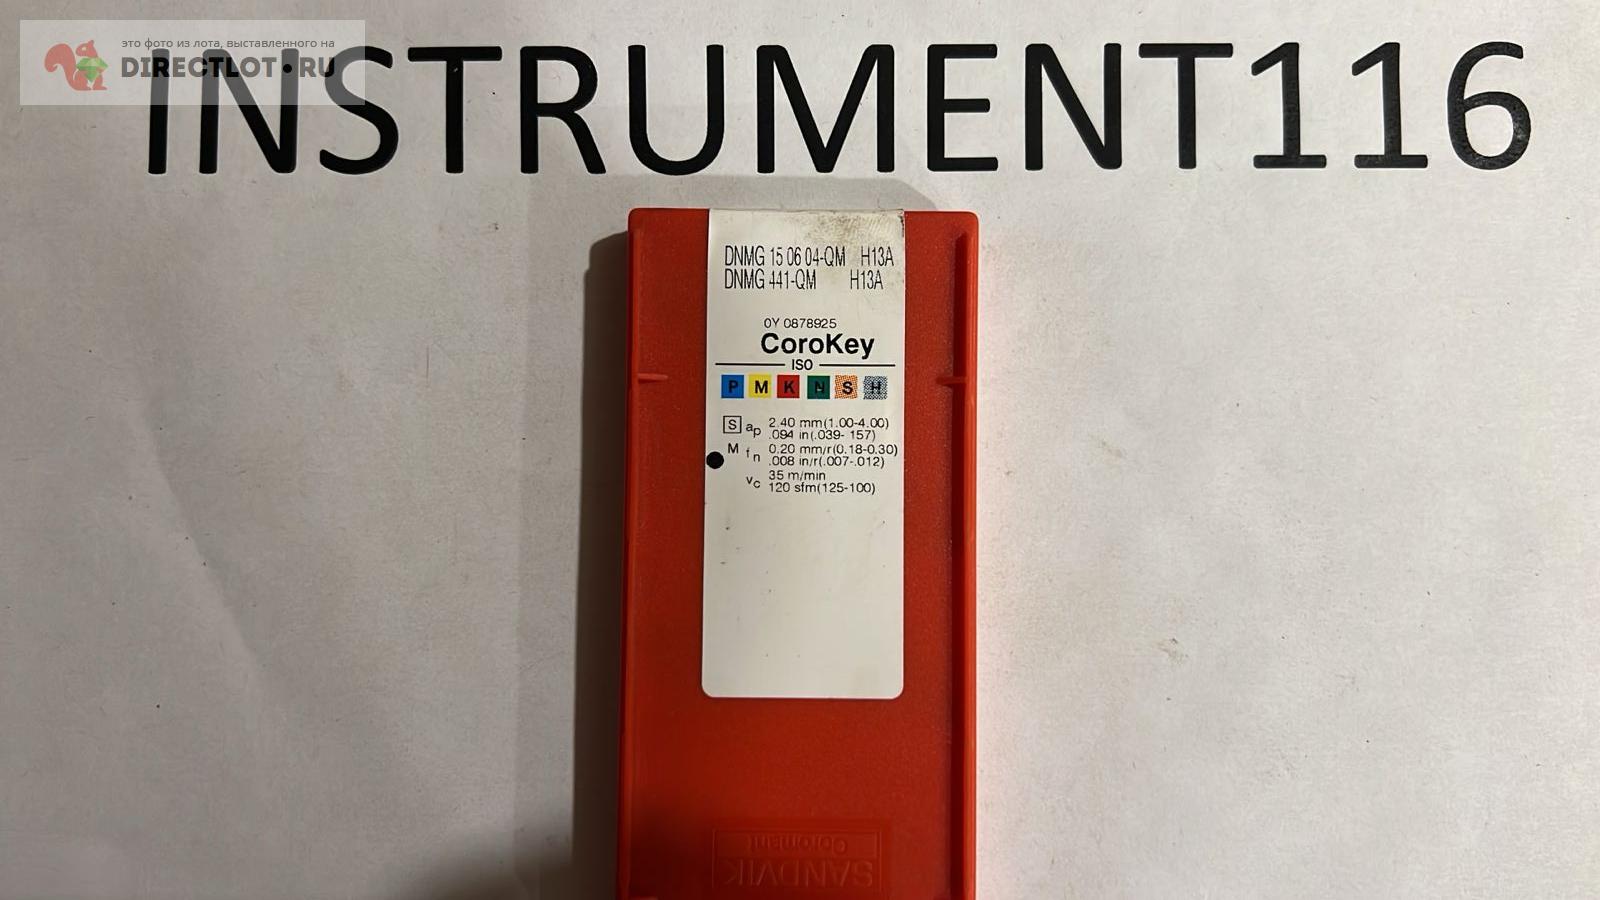 это фото из лота, выставленного на
DIRECTLOT.RU
INSTRUMENT116
DNMG 15 06 04-QM H13A
DNMG 441-QM H13A
0Y 0878925
CoroKey
ISO
P M K N S H
S ap 2.40 mm(1.00-4.00)
.094 in(.039-.157)
M fn 0.20 mm/r(0.18-0.30)
.008 in/r(.007-.012)
vc 35 m/min
120 sfm(125-100)
SANDVIK
Coromant